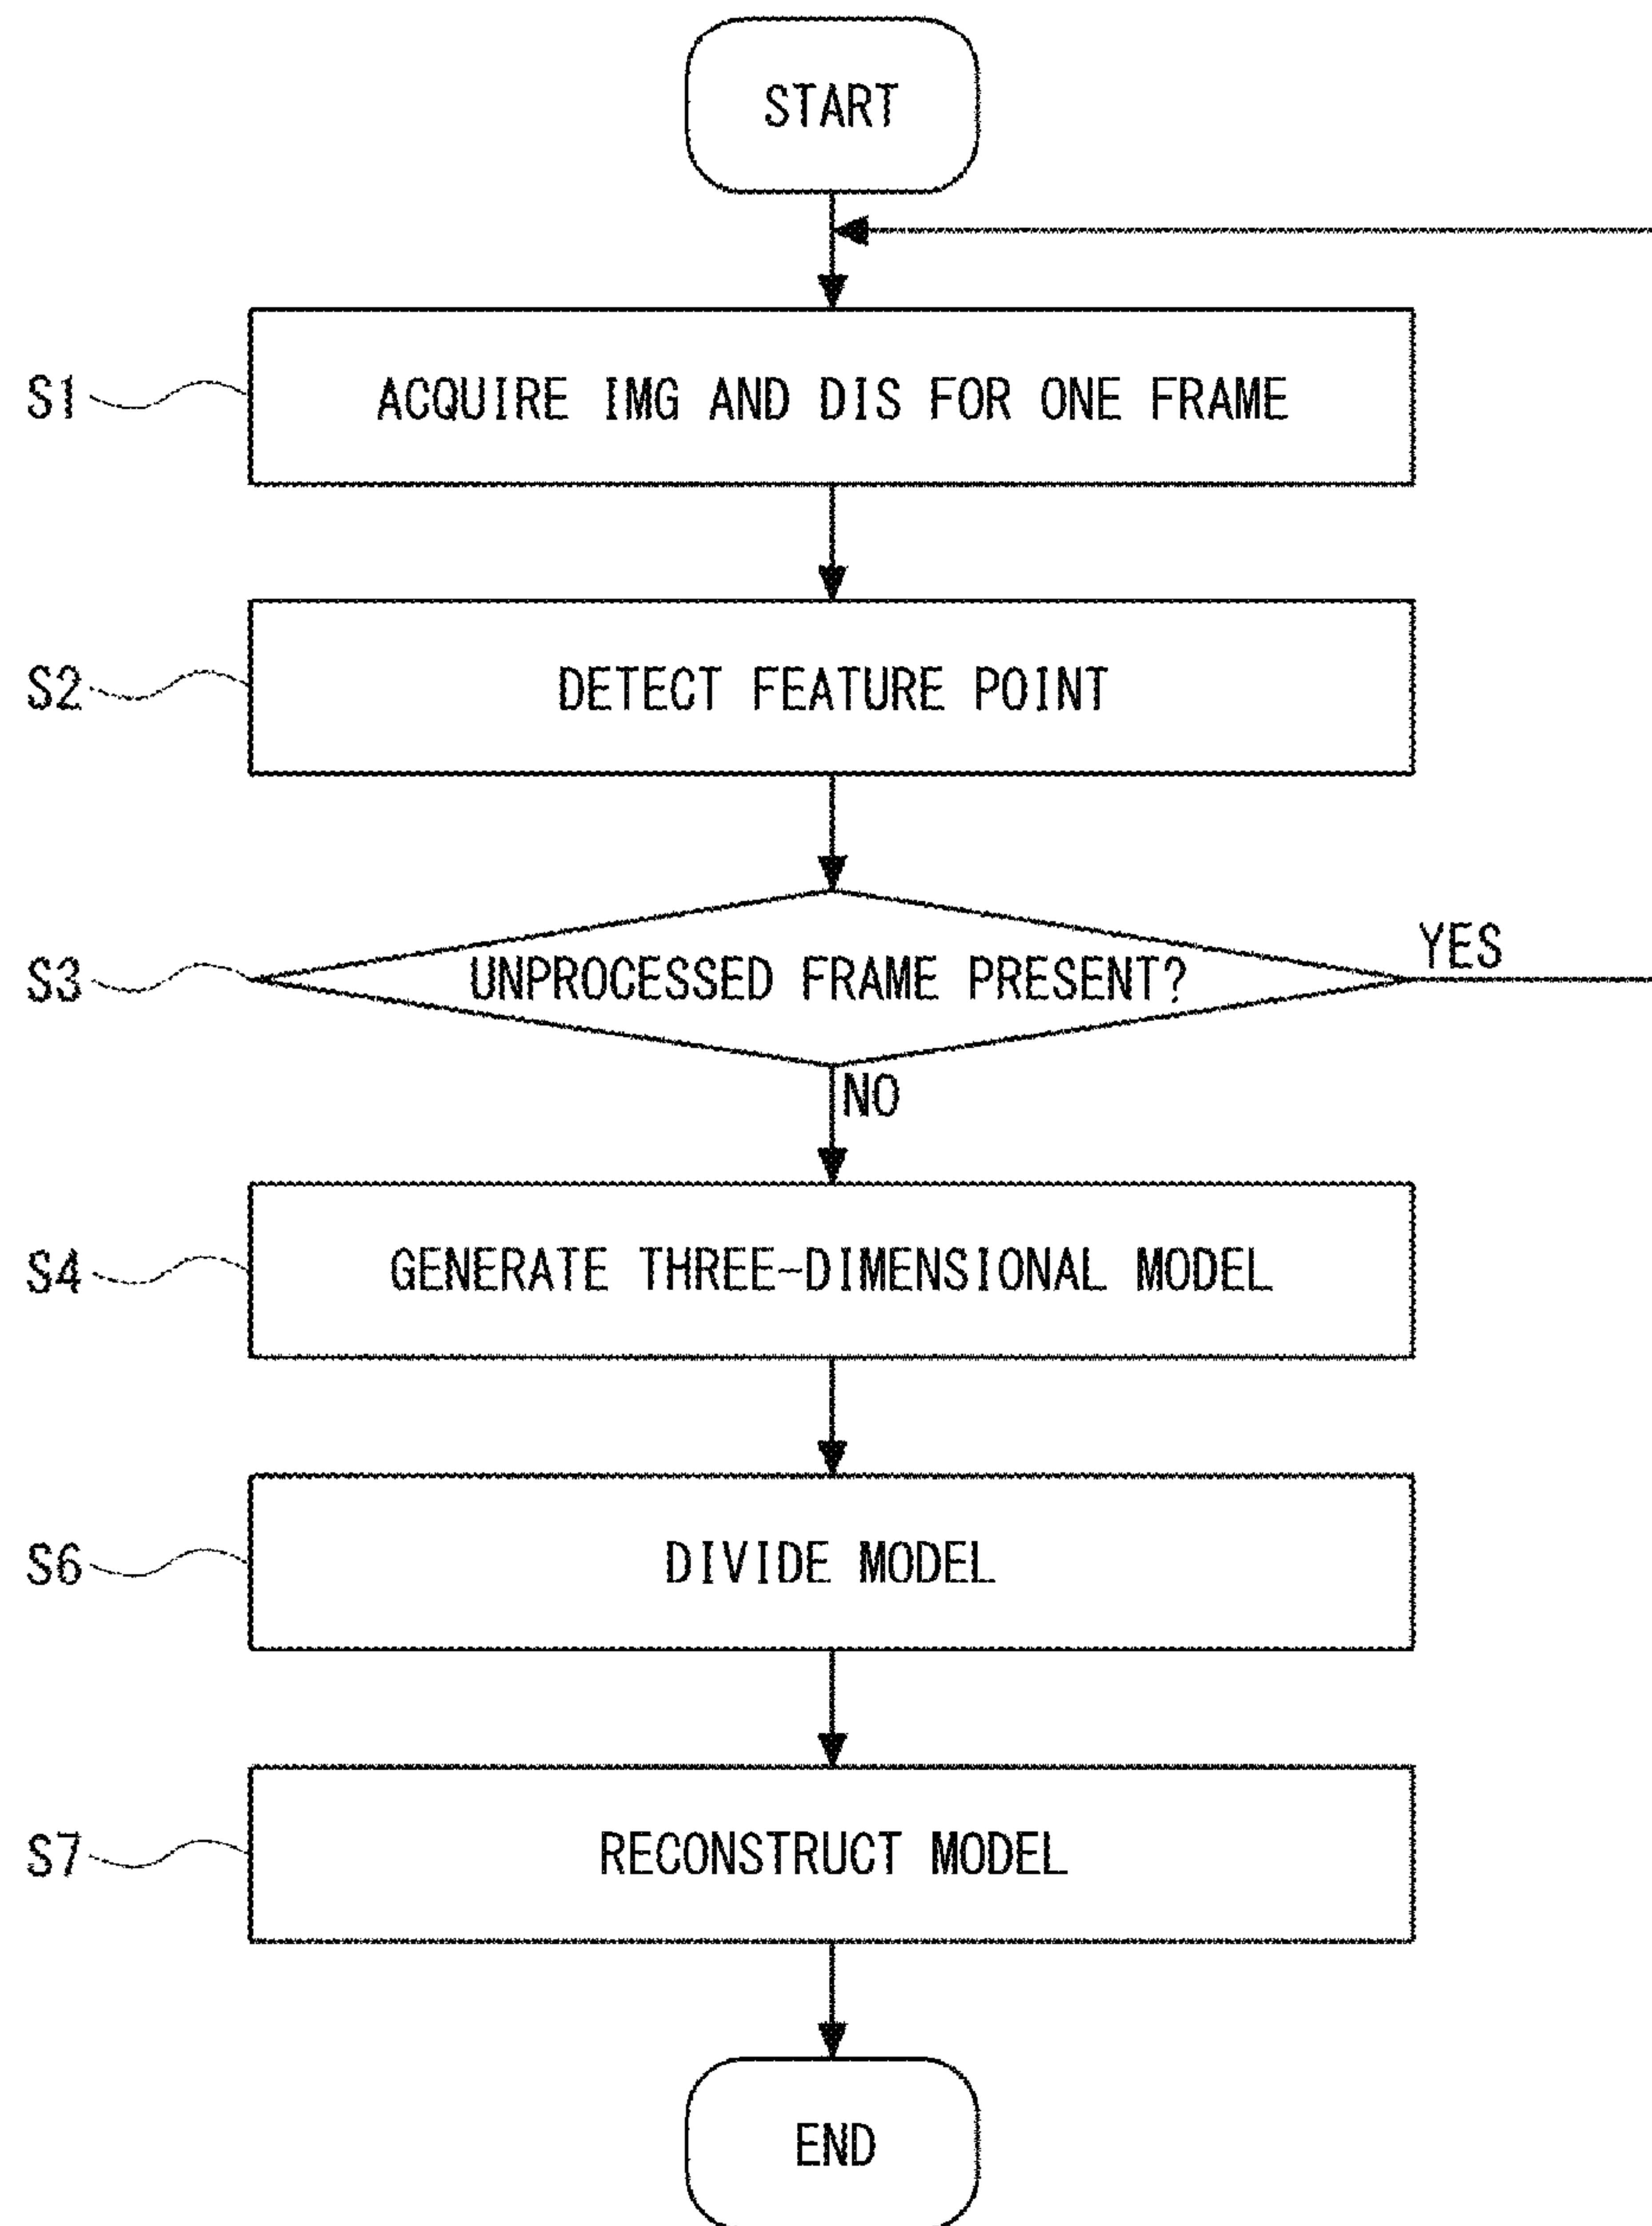 START
S1 ACQUIRE IMG AND DIS FOR ONE FRAME
S2 DETECT FEATURE POINT
S3 UNPROCESSED FRAME PRESENT? YES
NO
S4 GENERATE THREE-DIMENSIONAL MODEL
S6 DIVIDE MODEL
S7 RECONSTRUCT MODEL
END